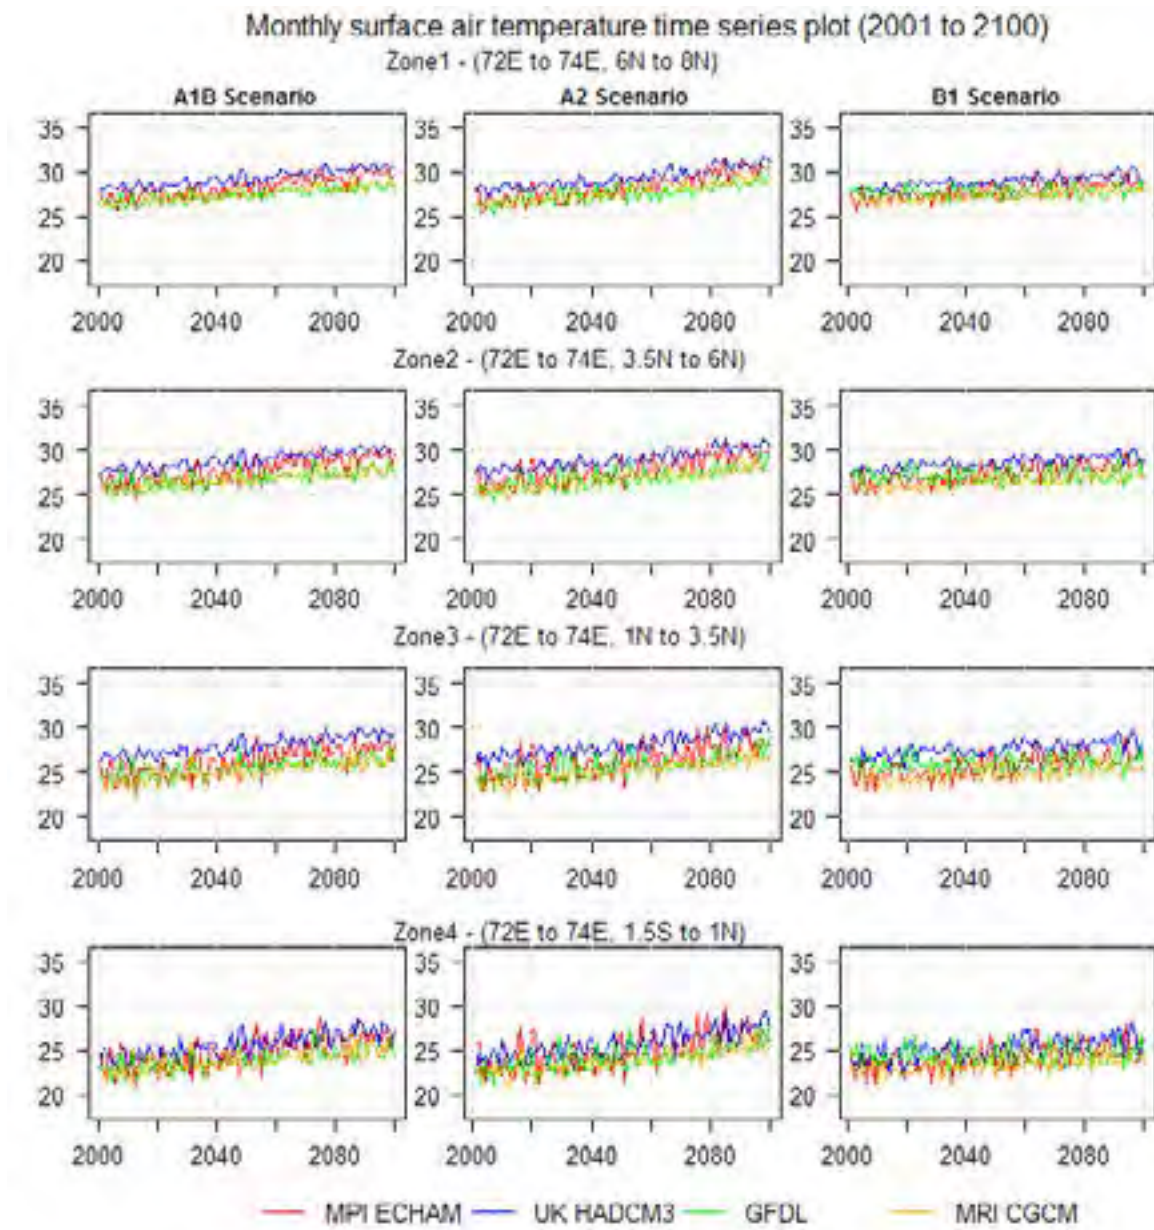 Monthly surface air temperature time series plot (2001 to 2100)
Zone1 - (72E to 74E, 6N to 8N)
A1B Scenario A2 Scenario B1 Scenario
35 35 35
30 30 30
25 25 25
20 20 20
2000 2040 2080 2000 2040 2080 2000 2040 2080
Zone2 - (72E to 74E, 3.5N to 6N)
35 35 35
30 30 30
25 25 25
20 20 20
2000 2040 2080 2000 2040 2080 2000 2040 2080
Zone3 - (72E to 74E, 1N to 3.5N)
35 35 35
30 30 30
25 25 25
20 20 20
2000 2040 2080 2000 2040 2080 2000 2040 2080
Zone4 - (72E to 74E, 1.5S to 1N)
35 35 35
30 30 30
25 25 25
20 20 20
2000 2040 2080 2000 2040 2080 2000 2040 2080
MPI ECHAM UK HADCM3 GFDL MRI CGCM